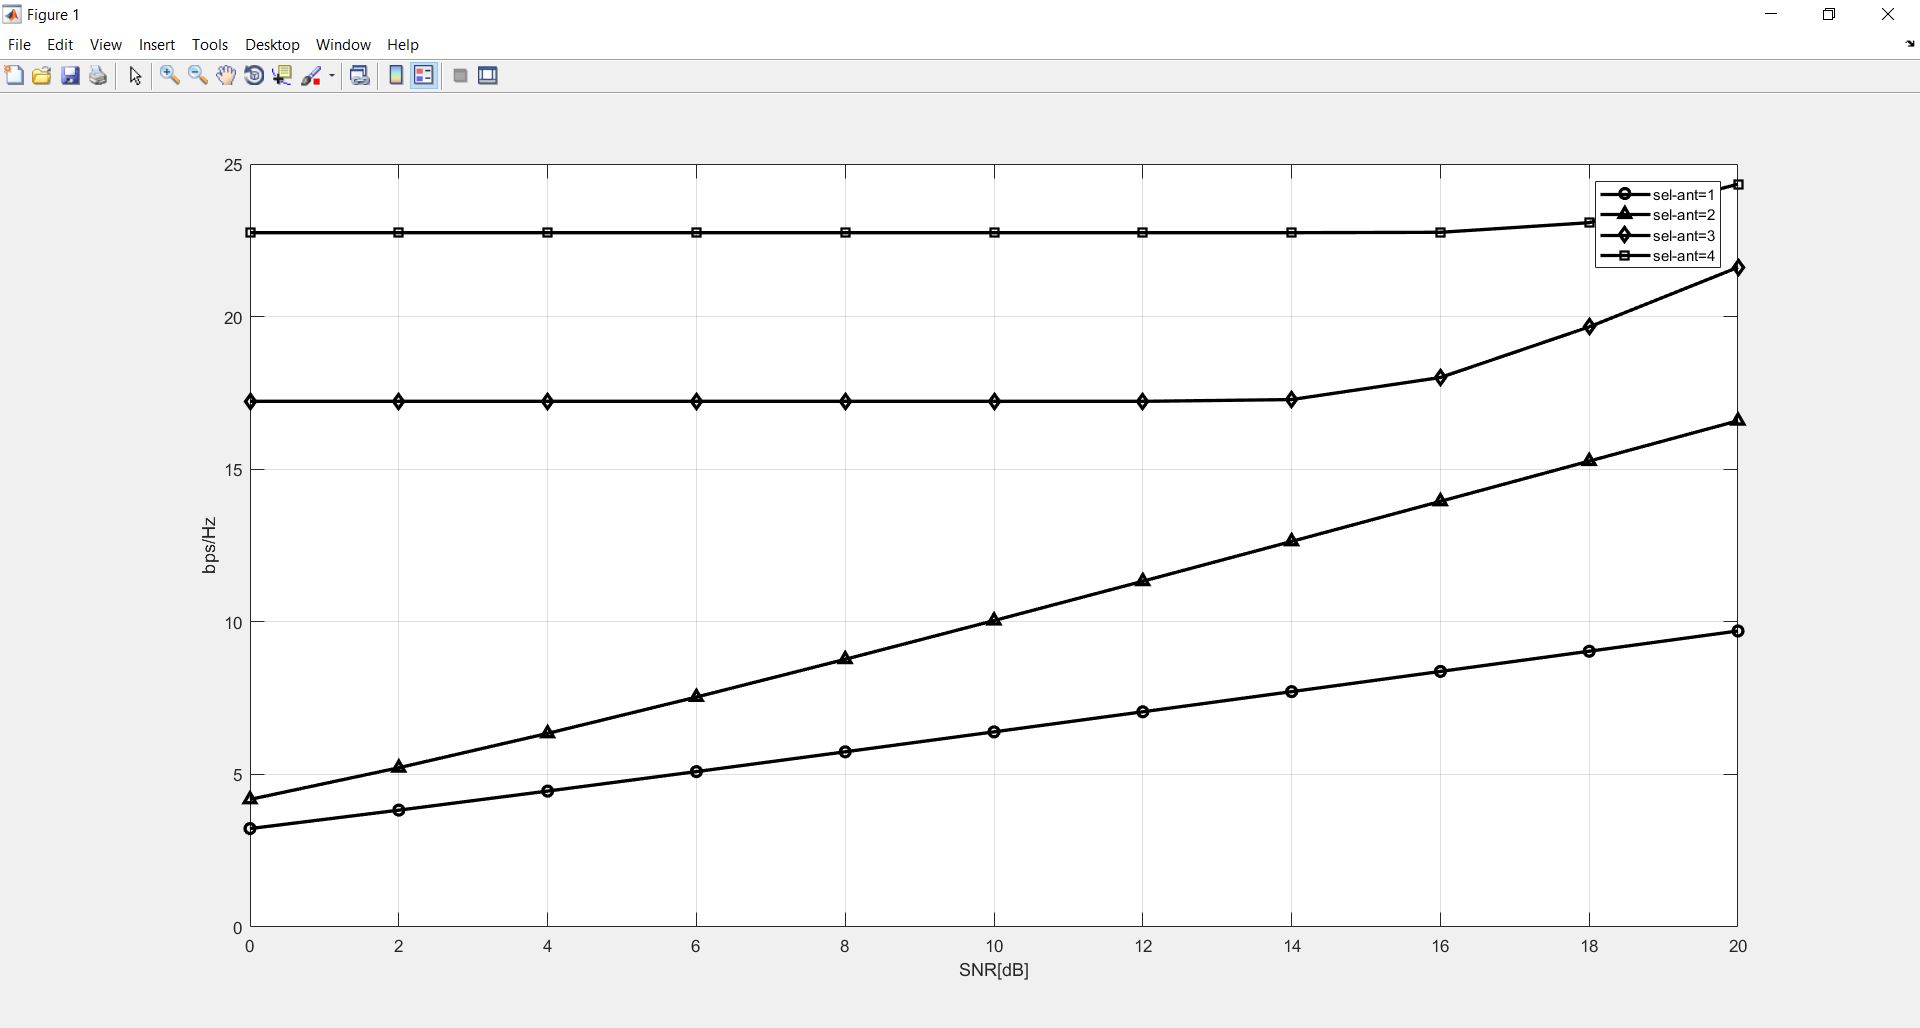 Figure 1
File Edit View Insert Tools Desktop Window Help
25
20
15
10
5
0
bps/Hz
sel-ant=1
sel-ant=2
sel-ant=3
sel-ant=4
0 2 4 6 8 10 12 14 16 18 20
SNR[dB]